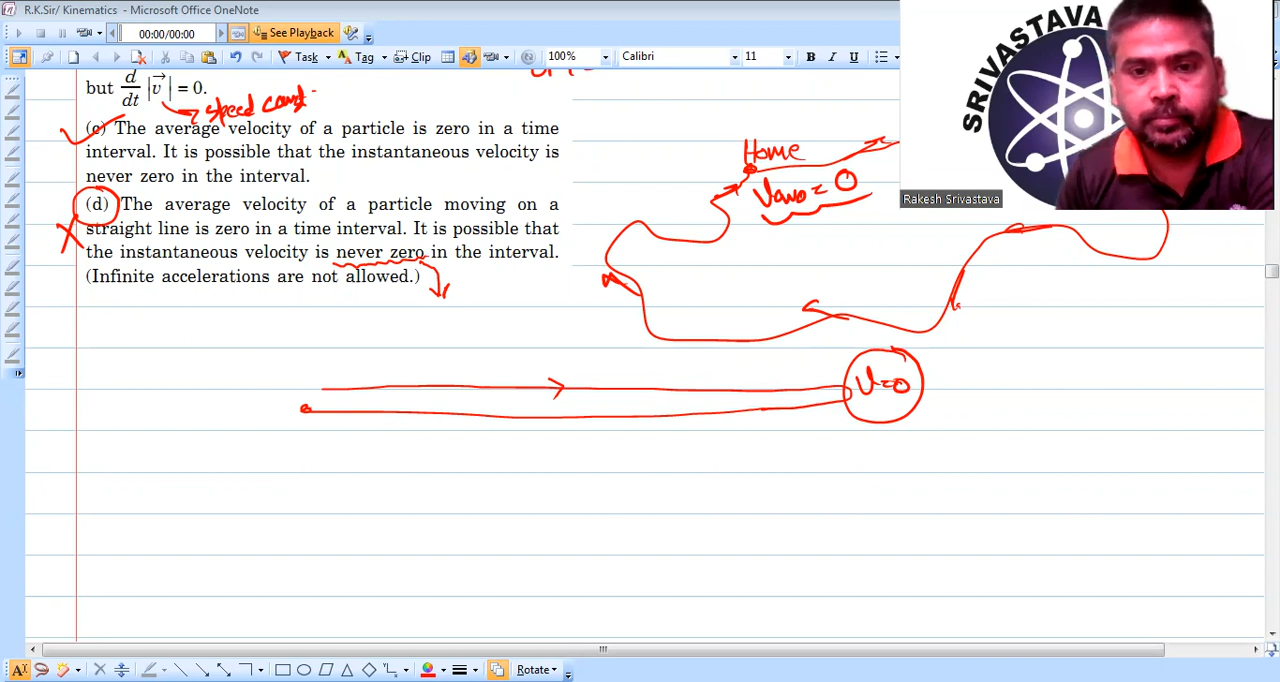 R.K.Sir/ Kinematics - Microsoft Office OneNote
00:00/00:00
See Playback
Task
Tag
Clip
100%
Calibri
11
B
I
U
but d/dt |v⃗| = 0.
speed const.
(c) The average velocity of a particle is zero in a time
interval. It is possible that the instantaneous velocity is
never zero in the interval.
(d) The average velocity of a particle moving on a
straight line is zero in a time interval. It is possible that
the instantaneous velocity is never zero in the interval.
(Infinite accelerations are not allowed.)
Home
V=0
SRIVASTAVA
Rakesh Srivastava
Rotate